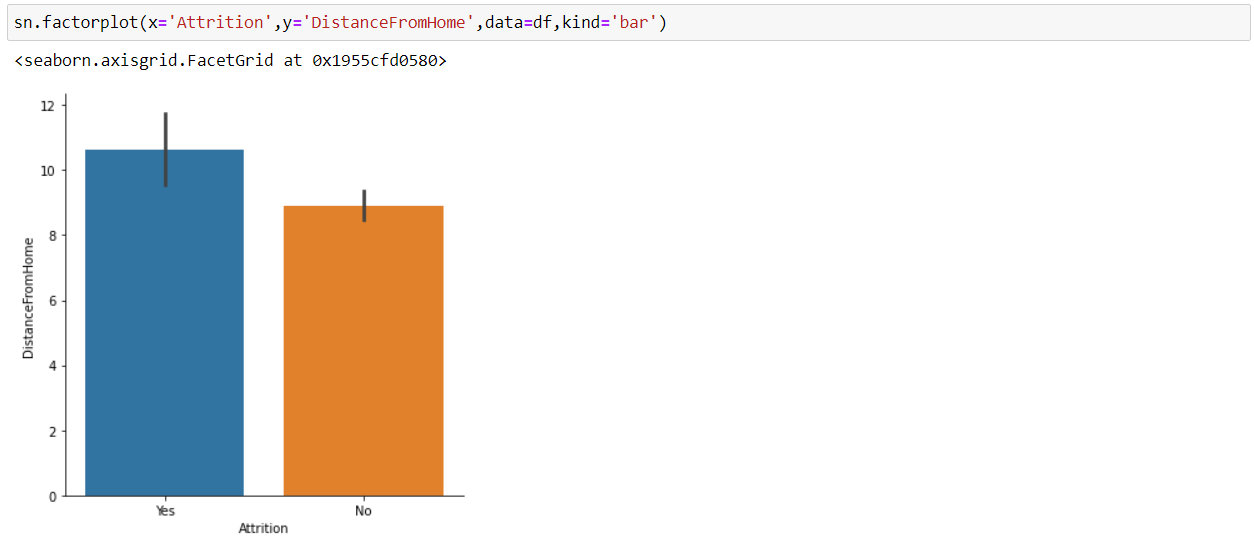 sn.factorplot(x='Attrition',y='DistanceFromHome',data=df,kind='bar')
<seaborn.axisgrid.FacetGrid at 0x1955cfd0580>
12
10
8
6
4
2
0
DistanceFromHome
Yes No
Attrition